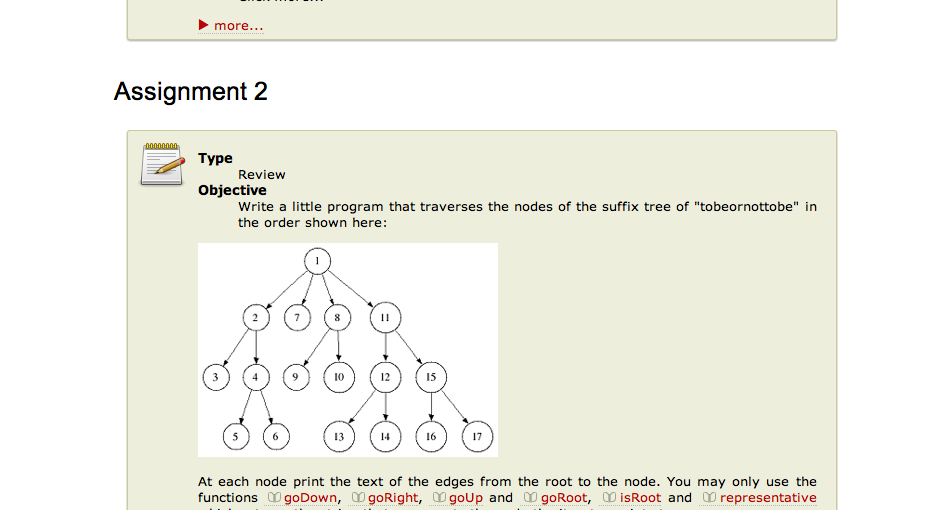 more...
Assignment 2
Type
Review
Objective
Write a little program that traverses the nodes of the suffix tree of "tobeornottobe" in
the order shown here:
1
2 7 8 11
3 4 9 10 12 15
5 6 13 14 16 17
At each node print the text of the edges from the root to the node. You may only use the
functions goDown, goRight, goUp and goRoot, isRoot and representative